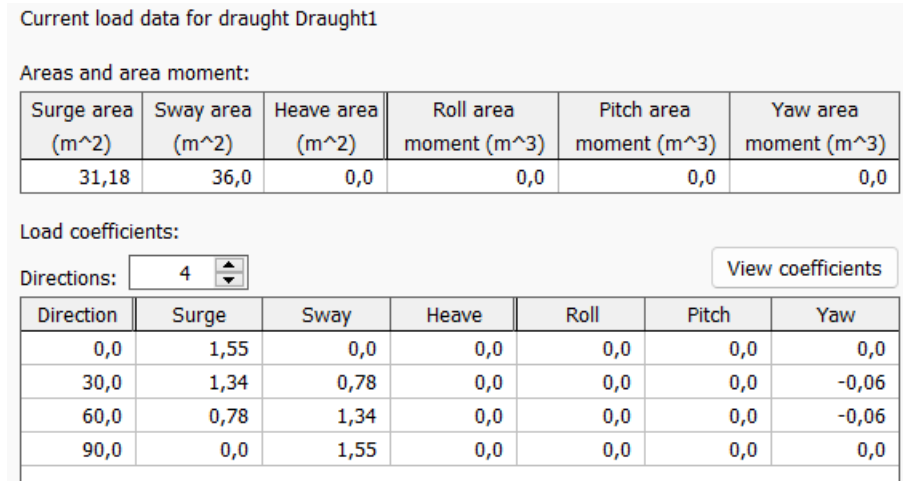 Current load data for draught Draught1
Areas and area moment:
Surge area (m^2) Sway area (m^2) Heave area (m^2) Roll area moment (m^3) Pitch area moment (m^3) Yaw area moment (m^3)
31,18 36,0 0,0 0,0 0,0 0,0
Load coefficients:
Directions: 4 View coefficients
Direction Surge Sway Heave Roll Pitch Yaw
0,0 1,55 0,0 0,0 0,0 0,0 0,0
30,0 1,34 0,78 0,0 0,0 0,0 -0,06
60,0 0,78 1,34 0,0 0,0 0,0 -0,06
90,0 0,0 1,55 0,0 0,0 0,0 0,0